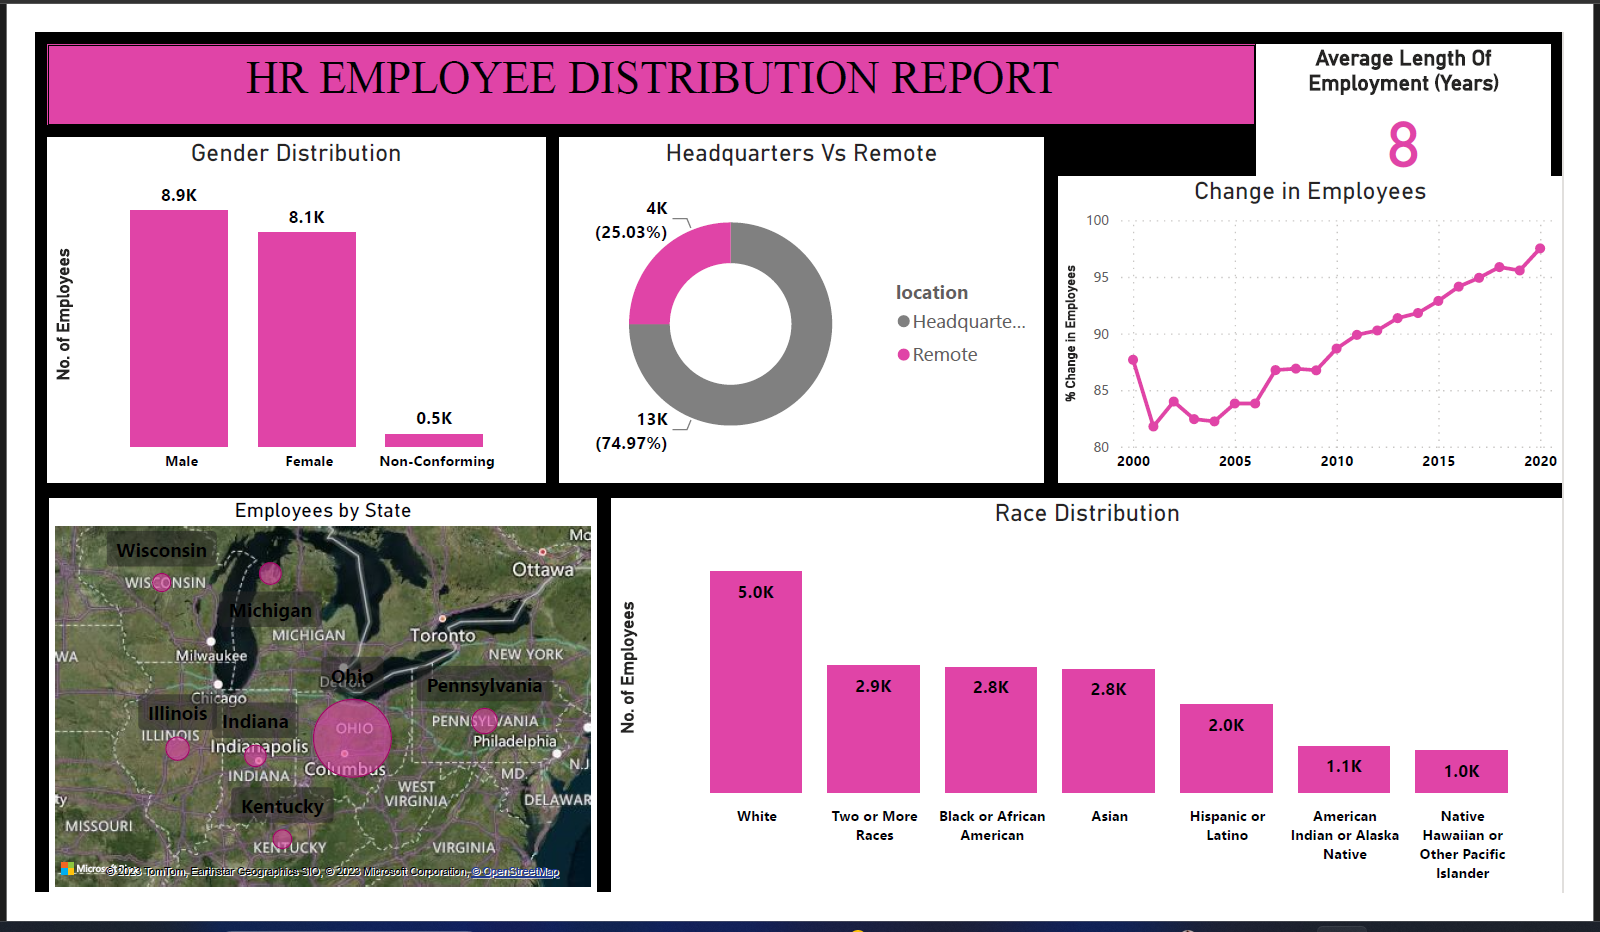 HR EMPLOYEE DISTRIBUTION REPORT
Average Length Of
Employment (Years)
8
Gender Distribution
No. of Employees
8.9K
8.1K
0.5K
Male
Female
Non-Conforming
Headquarters Vs Remote
4K
(25.03%)
13K
(74.97%)
location
Headquarte...
Remote
Change in Employees
% Change in Employees
100
95
90
85
80
2000
2005
2010
2015
2020
Employees by State
Wisconsin
WISCONSIN
Michigan
MICHIGAN
Ottawa
Toronto
Milwaukee
NEW YORK
WA
Ohio
Detroit
Chicago
Pennsylvania
Illinois
Indiana
ILLINOIS
OHIO
PENNSYLVANIA
Indianapolis
Philadelphia
INDIANA
Columbus
MD.
N.J
WEST
VIRGINIA
DELAWAR
Kentucky
MISSOURI
KENTUCKY
VIRGINIA
© 2023 TomTom, Earthstar Geographics SIO, © 2023 Microsoft Corporation, © OpenStreetMap
Race Distribution
No. of Employees
5.0K
2.9K
2.8K
2.8K
2.0K
1.1K
1.0K
White
Two or More
Races
Black or African
American
Asian
Hispanic or
Latino
American
Indian or Alaska
Native
Native
Hawaiian or
Other Pacific
Islander